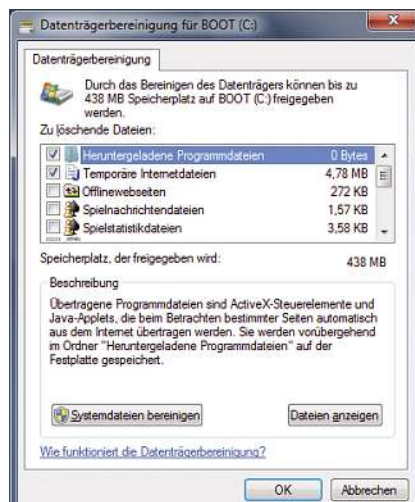 Datenträgerbereinigung für BOOT (C:)
Datenträgerbereinigung
Durch das Bereinigen des Datenträgers können bis zu
438 MB Speicherplatz auf BOOT (C:) freigegeben
werden.
Zu löschende Dateien:
Heruntergeladene Programmdateien 0 Bytes
Temporäre Internetdateien 4,78 MB
Offlinewebseiten 272 KB
Spielnachrichtendateien 1,57 KB
Spielstatistikdateien 3,58 KB
Speicherplatz, der freigegeben wird: 438 MB
Beschreibung
Übertragene Programmdateien sind ActiveX-Steuerelemente und
Java-Applets, die beim Betrachten bestimmter Seiten automatisch
aus dem Internet übertragen werden. Sie werden vorübergehend
im Ordner "Heruntergeladene Programmdateien" auf der
Festplatte gespeichert.
Systemdateien bereinigen Dateien anzeigen
Wie funktioniert die Datenträgerbereinigung?
OK Abbrechen